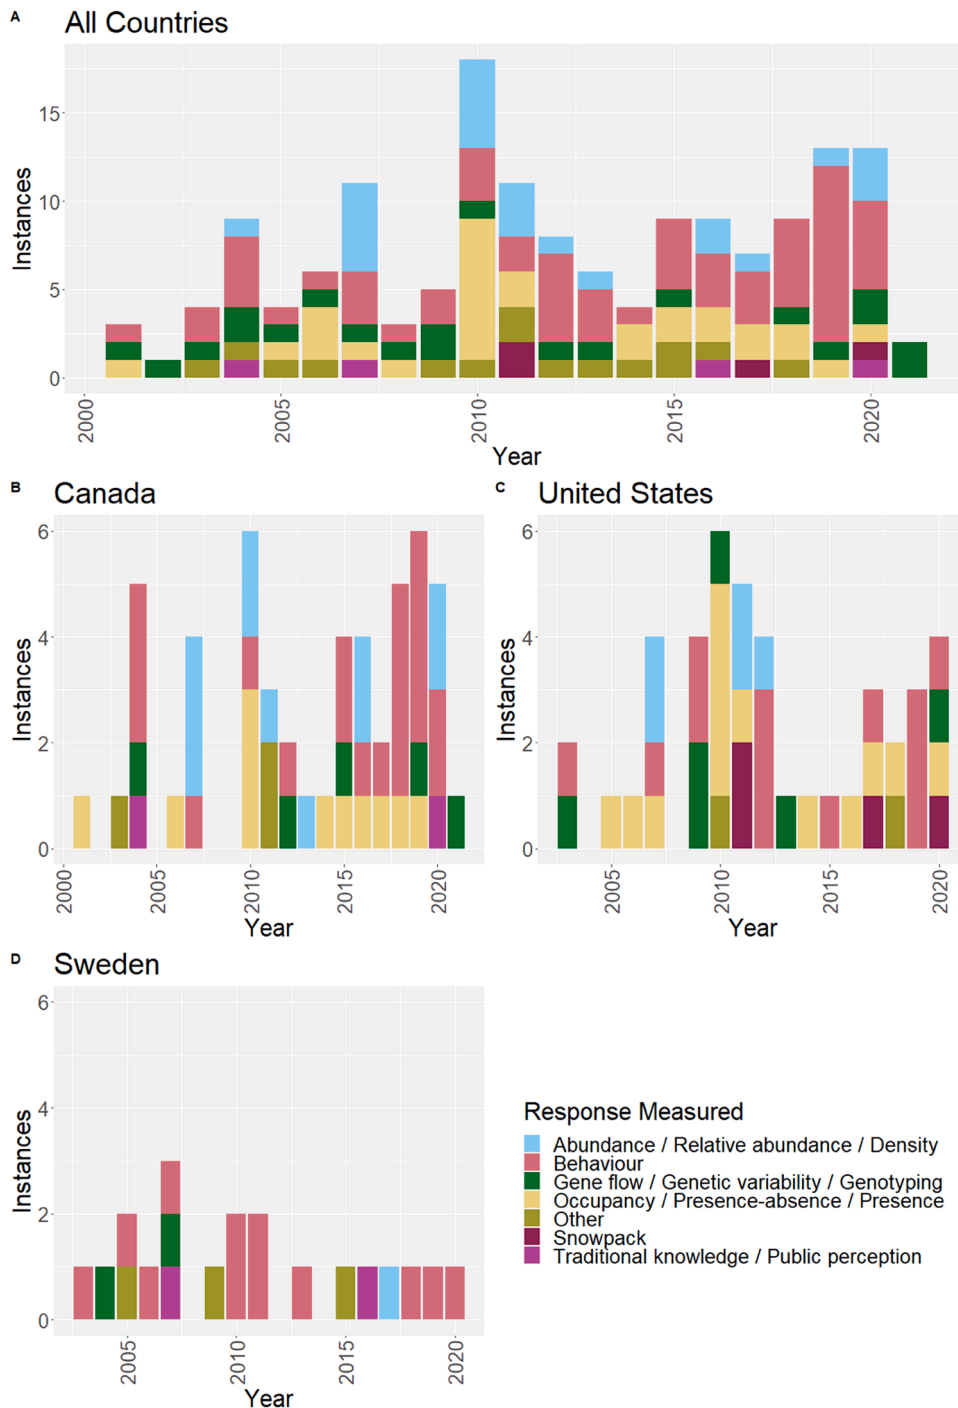 A All Countries
Instances
15
10
5
0
2000 2005 2010 2015 2020
Year
B Canada
Instances
6
4
2
0
2000 2005 2010 2015 2020
Year
C United States
Instances
6
4
2
0
2005 2010 2015 2020
Year
D Sweden
Instances
6
4
2
0
2005 2010 2015 2020
Year
Response Measured
Abundance / Relative abundance / Density
Behaviour
Gene flow / Genetic variability / Genotyping
Occupancy / Presence-absence / Presence
Other
Snowpack
Traditional knowledge / Public perception